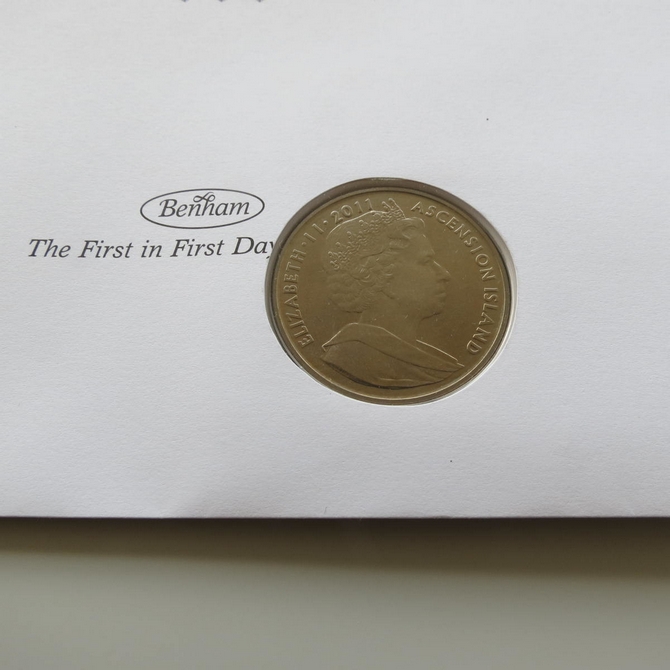 Benham
The First in First Day
ELIZABETH · II · 2011 ASCENSION ISLAND